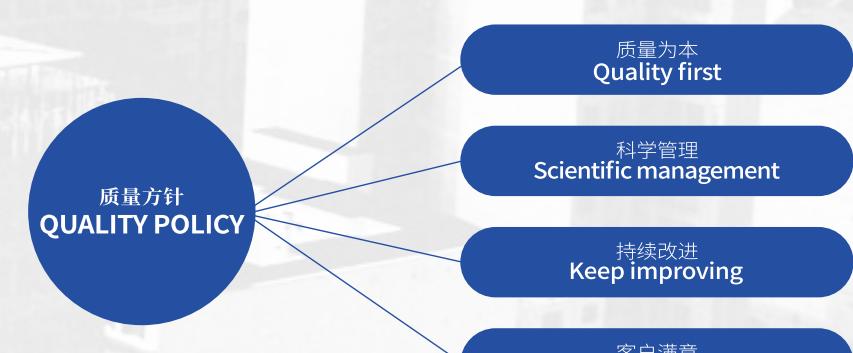 质量方针
QUALITY POLICY
质量为本
Quality first
科学管理
Scientific management
持续改进
Keep improving
客户满意